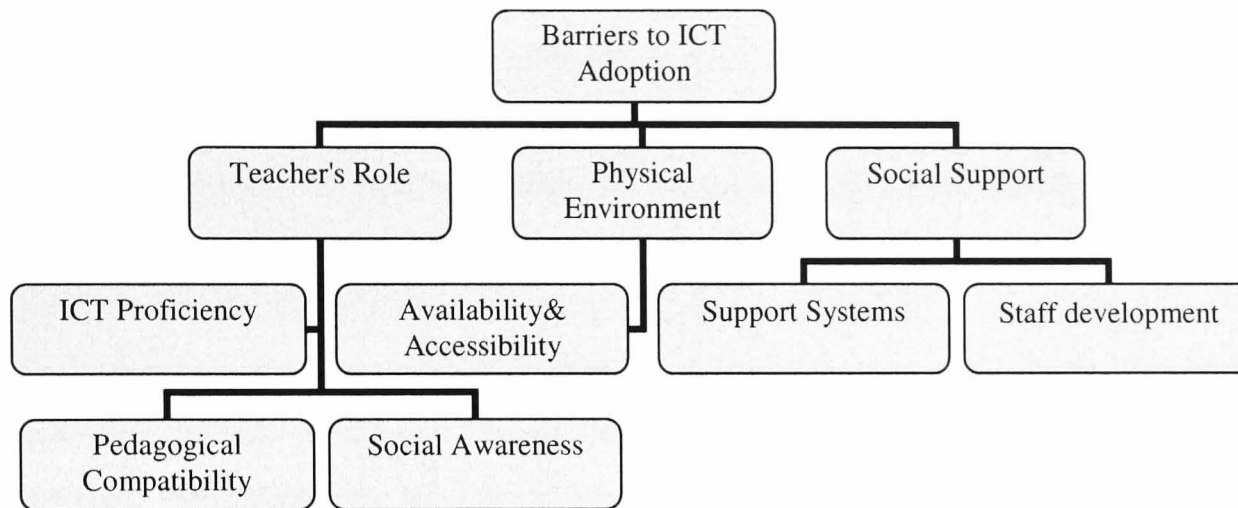 Barriers to ICT
Adoption
Teacher's Role
Physical
Environment
Social Support
ICT Proficiency
Availability&
Accessibility
Support Systems
Staff development
Pedagogical
Compatibility
Social Awareness